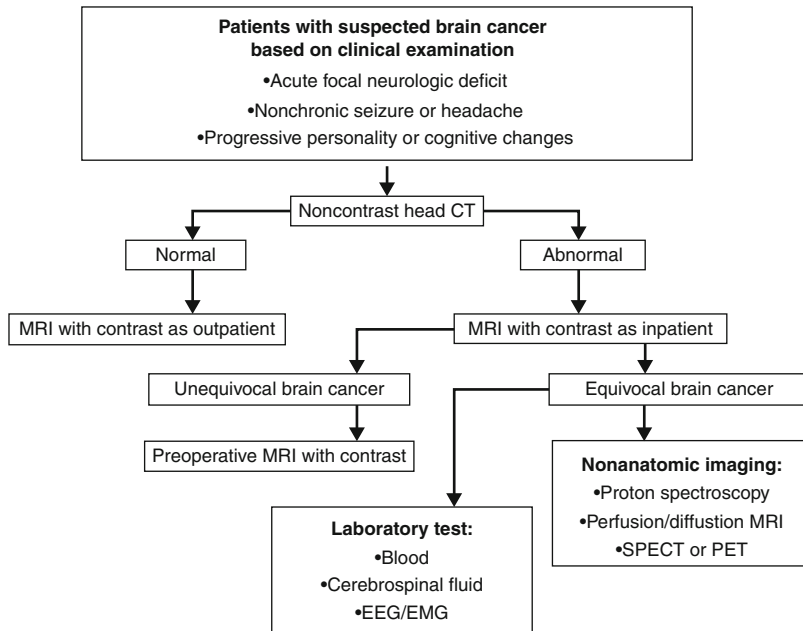 Patients with suspected brain cancer
based on clinical examination
•Acute focal neurologic deficit
•Nonchronic seizure or headache
•Progressive personality or cognitive changes
Noncontrast head CT
Normal
Abnormal
MRI with contrast as outpatient
MRI with contrast as inpatient
Unequivocal brain cancer
Equivocal brain cancer
Preoperative MRI with contrast
Nonanatomic imaging:
•Proton spectroscopy
•Perfusion/diffustion MRI
•SPECT or PET
Laboratory test:
•Blood
•Cerebrospinal fluid
•EEG/EMG